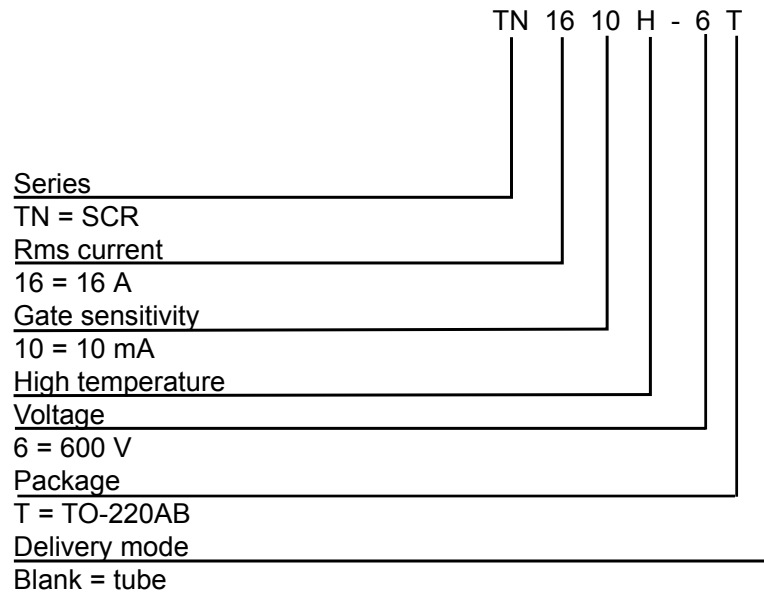 TN 16 10 H - 6 T
Series
TN = SCR
Rms current
16 = 16 A
Gate sensitivity
10 = 10 mA
High temperature
Voltage
6 = 600 V
Package
T = TO-220AB
Delivery mode
Blank = tube